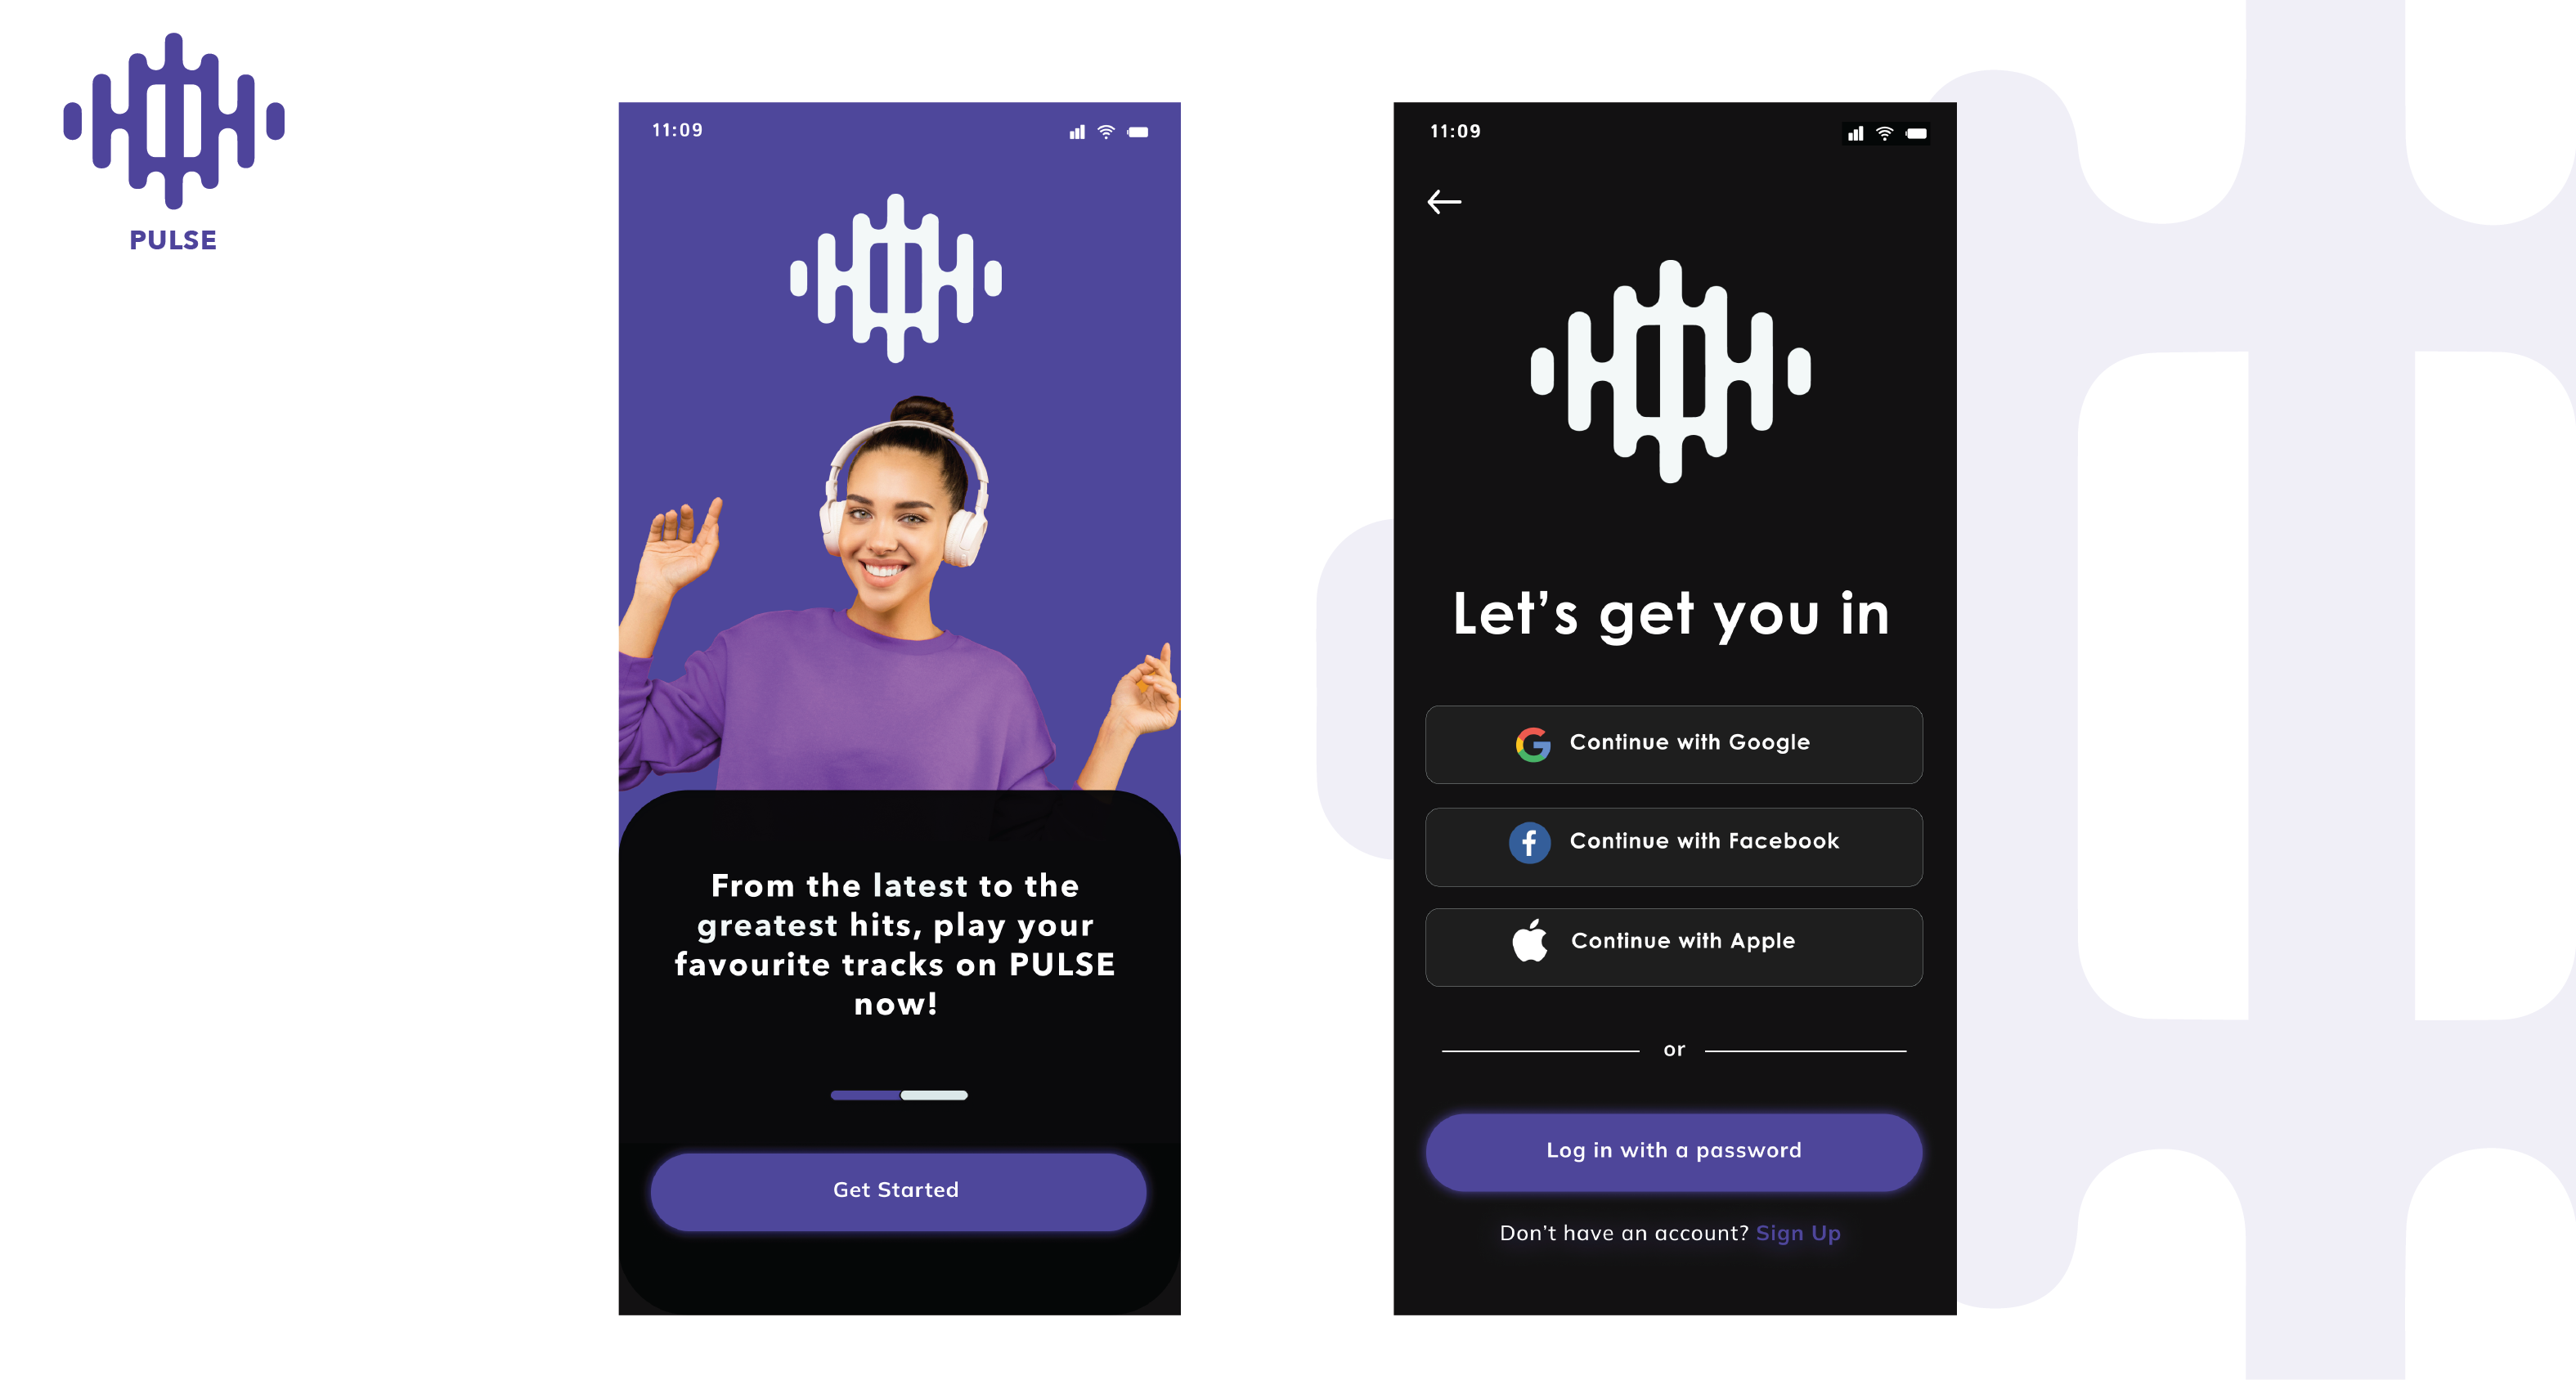 PULSE
11:09
From the latest to the
greatest hits, play your
favourite tracks on PULSE
now!
Get Started
11:09
Let’s get you in
Continue with Google
Continue with Facebook
Continue with Apple
or
Log in with a password
Don’t have an account? Sign Up